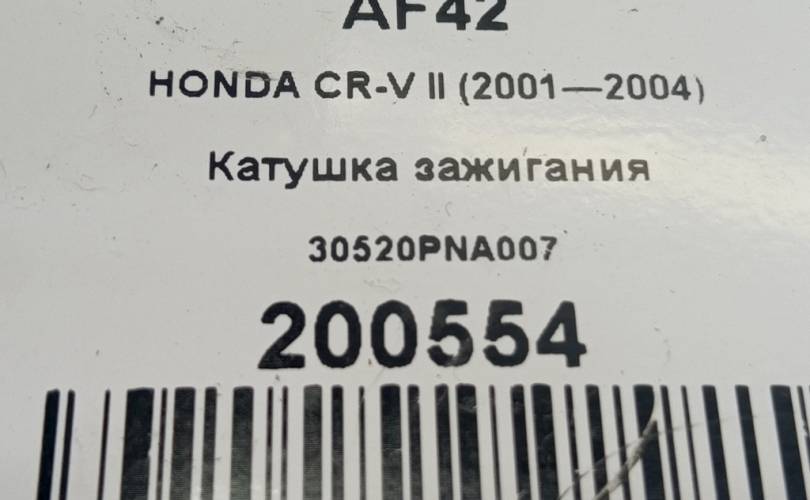 AF42
HONDA CR-V II (2001—2004)
Катушка зажигания
30520PNA007
200554